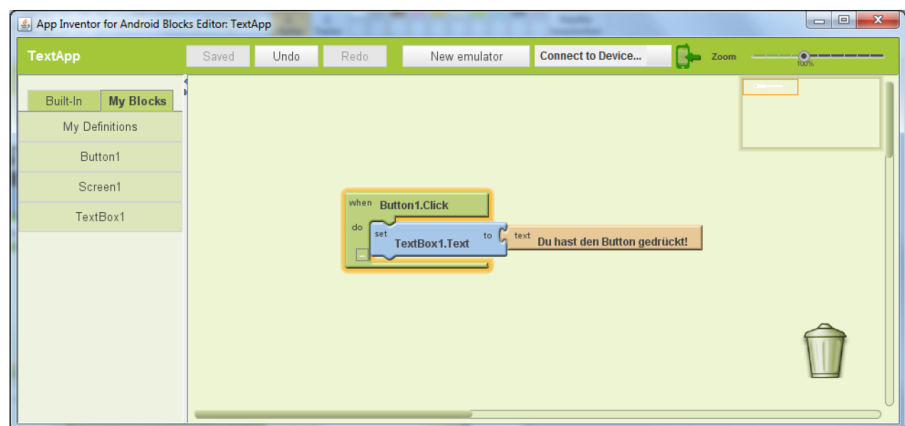 App Inventor for Android Blocks Editor: TextApp
TextApp
Saved Undo Redo New emulator Connect to Device... Zoom
100%
Built-In My Blocks
My Definitions
Button1
Screen1
TextBox1
when Button1.Click
do set TextBox1.Text to text Du hast den Button gedrückt!